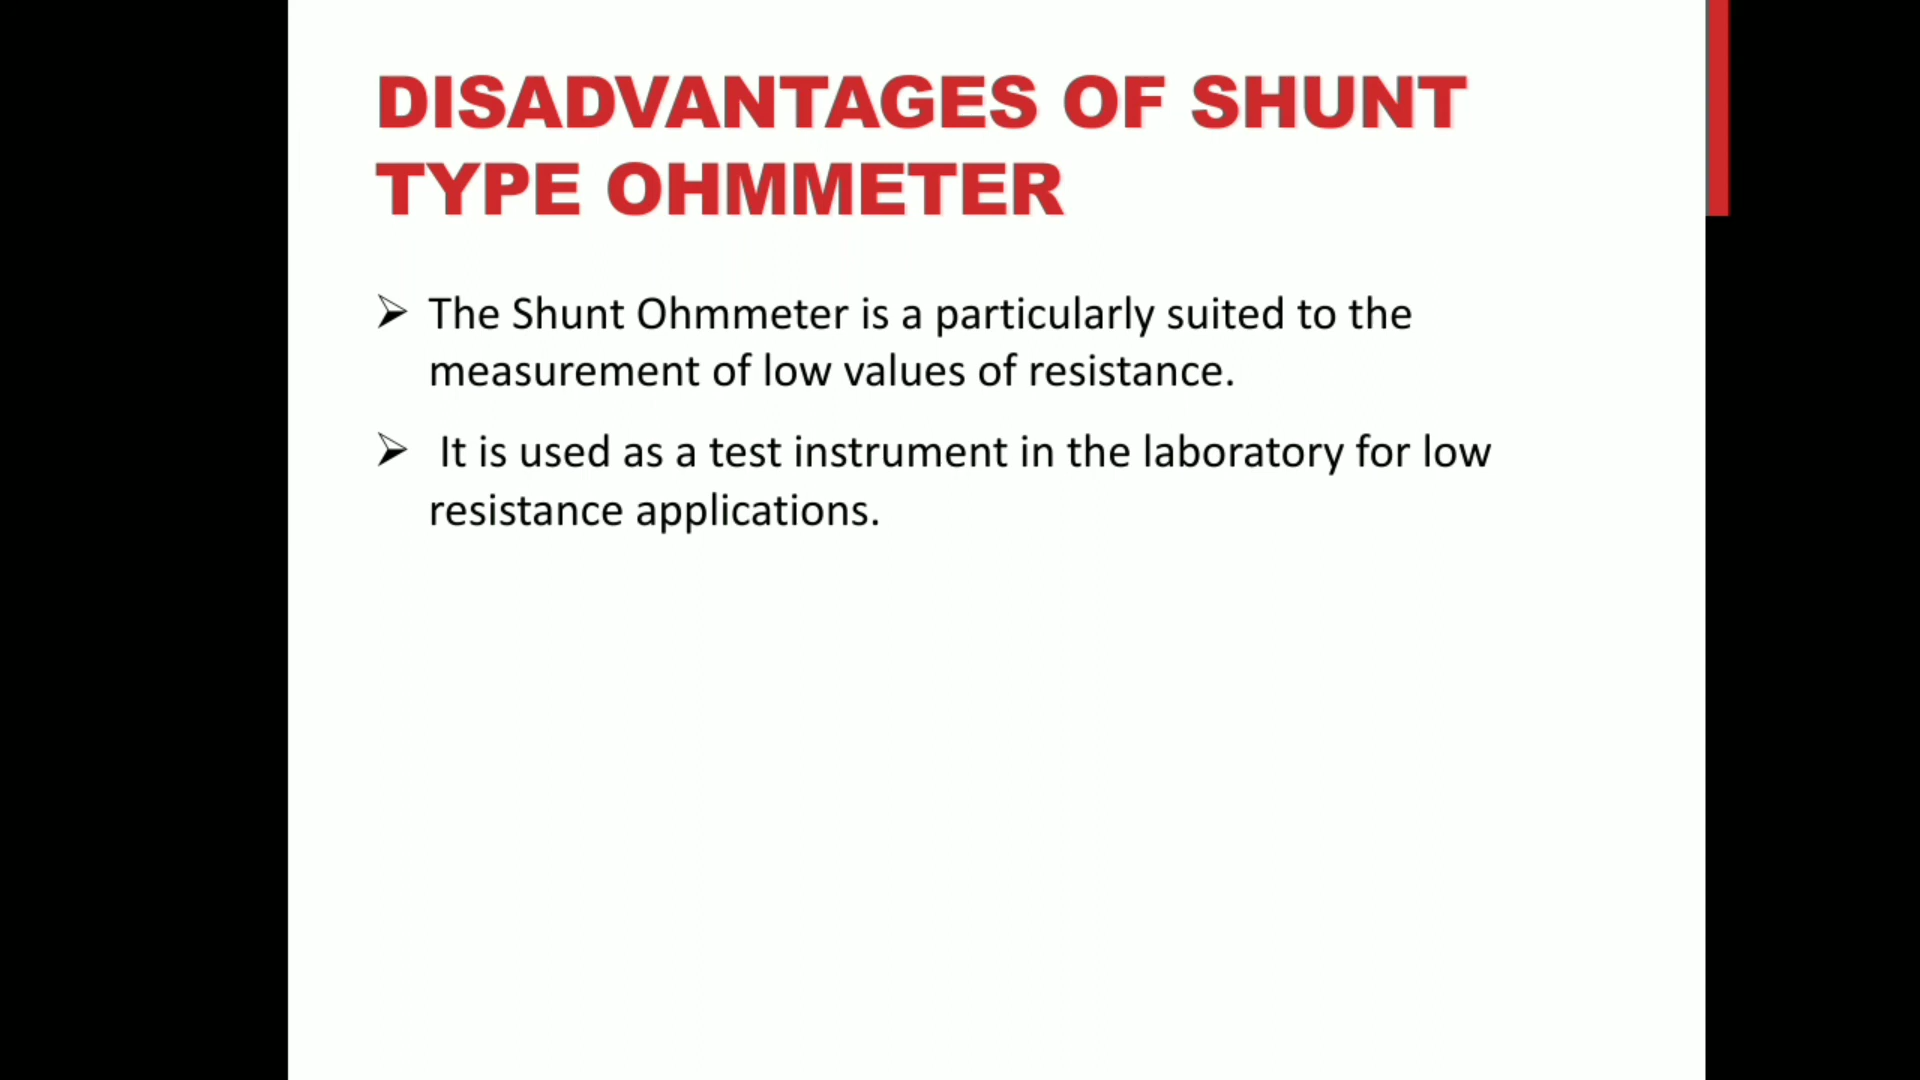 DISADVANTAGES OF SHUNT
TYPE OHMMETER
➢ The Shunt Ohmmeter is a particularly suited to the
measurement of low values of resistance.
➢ It is used as a test instrument in the laboratory for low
resistance applications.